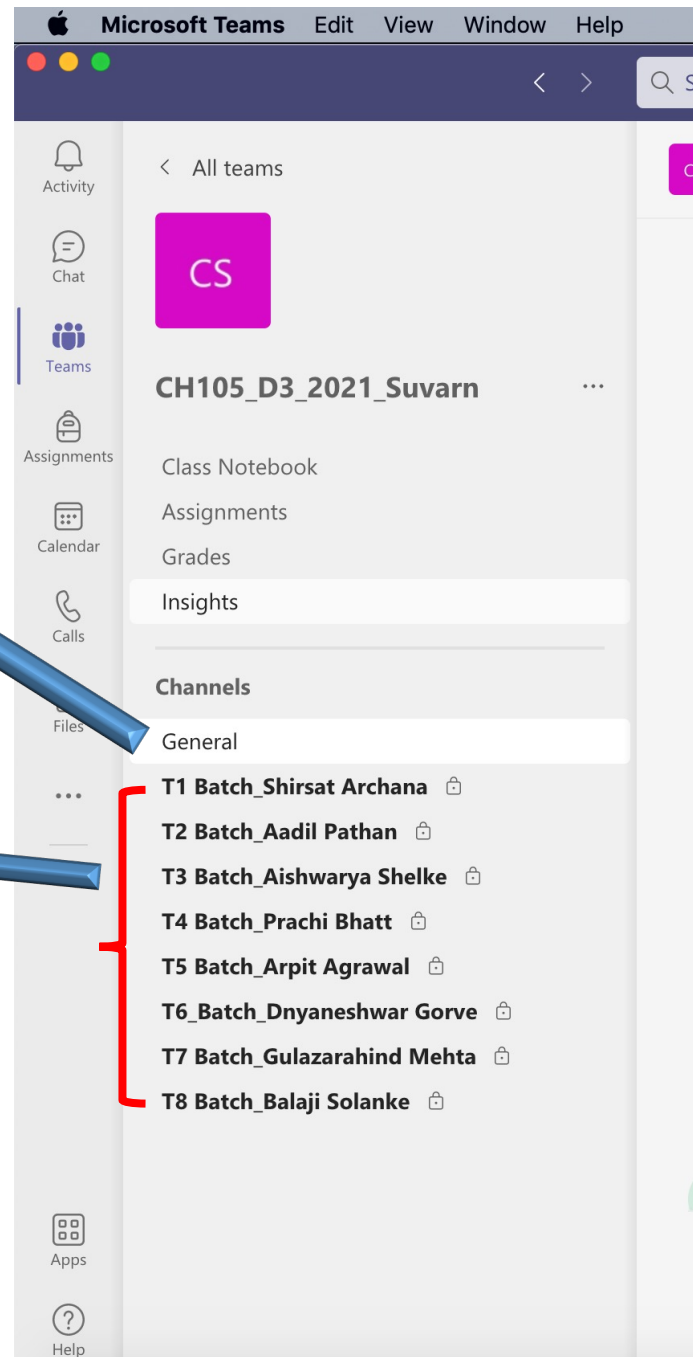 Microsoft Teams Edit View Window Help
Activity
Chat
Teams
Assignments
Calendar
Calls
Files
Apps
Help
All teams
CS
CH105_D3_2021_Suvarn
Class Notebook
Assignments
Grades
Insights
Channels
General
T1 Batch_Shirsat Archana
T2 Batch_Aadil Pathan
T3 Batch_Aishwarya Shelke
T4 Batch_Prachi Bhatt
T5 Batch_Arpit Agrawal
T6_Batch_Dnyaneshwar Gorve
T7 Batch_Gulazarahind Mehta
T8 Batch_Balaji Solanke